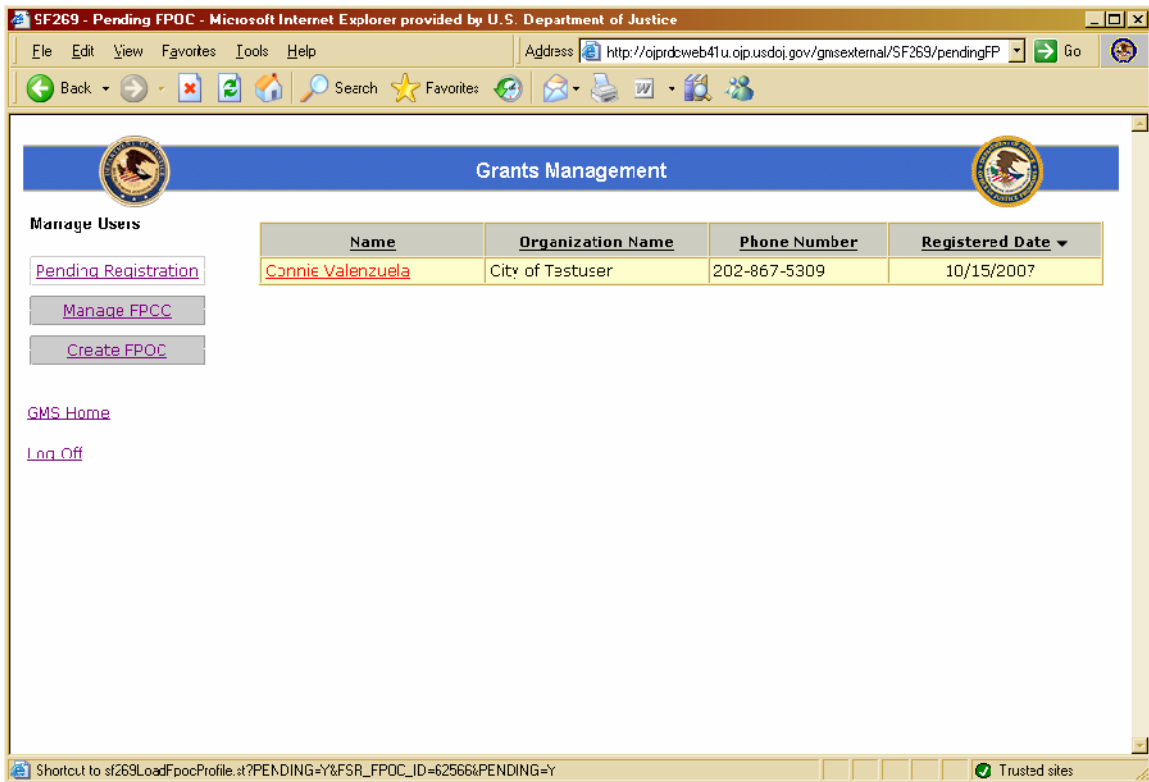 SF269 - Pending FPOC - Microsoft Internet Explorer provided by U.S. Department of Justice
File Edit View Favorites Tools Help Address http://ojprdcweb41u.ojp.usdoj.gov/gmsexternal/SF269/pendingFP Go
Back Search Favorites
Grants Management
Manage Users
Name Organization Name Phone Number Registered Date
Pending Registration Connie Valenzuela City of Testuser 202-867-5309 10/15/2007
Manage FPOC
Create FPOC
GMS Home
Log Off
Shortcut to sf269LoadFpocProfile.st?PENDING=Y&FSR_FPOC_ID=62566&PENDING=Y Trusted sites